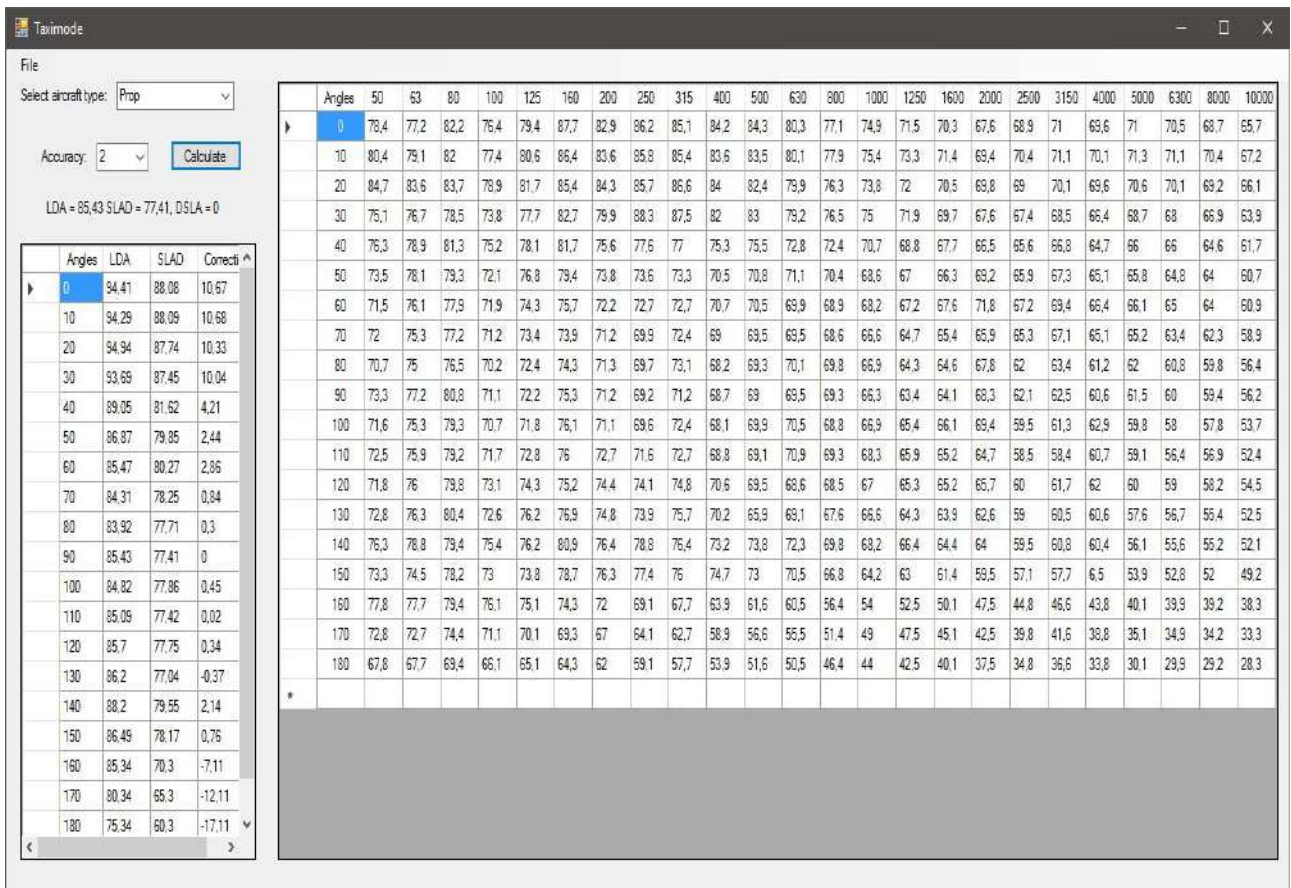 Taximode
File
Select aircraft type: Prop
Accuracy: 2 Calculate
LDA = 85,43 SLAD = 77,41, DSLA = 0
Angles LDA SLAD Correcti
0 94,41 88,08 10,67
10 94,29 88,09 10,68
20 94,94 87,74 10,33
30 93,69 87,45 10,04
40 89,05 81,62 4,21
50 86,87 79,85 2,44
60 85,47 80,27 2,86
70 84,31 78,25 0,84
80 83,92 77,71 0,3
90 85,43 77,41 0
100 84,82 77,86 0,45
110 85,09 77,42 0,02
120 85,7 77,75 0,34
130 86,2 77,04 -0,37
140 88,2 79,55 2,14
150 86,49 78,17 0,76
160 85,34 70,3 -7,11
170 80,34 65,3 -12,11
180 75,34 60,3 -17,11
Angles 50 63 80 100 125 160 200 250 315 400 500 630 800 1000 1250 1600 2000 2500 3150 4000 5000 6300 8000 10000
0 78,4 77,2 82,2 76,4 79,4 87,7 82,9 86,2 85,1 84,2 84,3 80,3 77,1 74,9 71,5 70,3 67,6 68,9 71 69,6 71 70,5 68,7 65,7
10 80,4 79,1 82 77,4 80,6 86,4 83,6 85,8 85,4 83,6 83,5 80,1 77,9 75,4 73,3 71,4 69,4 70,4 71,1 70,1 71,3 71,1 70,4 67,2
20 84,7 83,6 83,7 78,9 81,7 85,4 84,3 85,7 86,6 84 82,4 79,9 76,3 73,8 72 70,5 69,8 69 70,1 69,6 70,6 70,1 69,2 66,1
30 75,1 76,7 78,5 73,8 77,7 82,7 79,9 88,3 87,5 82 83 79,2 76,5 75 71,9 69,7 67,6 67,4 68,5 66,4 68,7 68 66,9 63,9
40 76,3 78,9 81,3 75,2 78,1 81,7 75,6 77,6 77 75,3 75,5 72,8 72,4 70,7 68,8 67,7 66,5 65,6 66,8 64,7 66 66 64,6 61,7
50 73,5 78,1 79,3 72,1 76,8 79,4 73,8 73,6 73,3 70,5 70,8 71,1 70,4 68,6 67 66,3 69,2 65,9 67,3 65,1 65,8 64,8 64 60,7
60 71,5 76,1 77,9 71,9 74,3 75,7 72,2 72,7 72,7 70,7 70,5 69,9 68,9 68,2 67,2 67,6 71,8 67,2 69,4 66,4 66,1 65 64 60,9
70 72 75,3 77,2 71,2 73,4 73,9 71,2 69,9 72,4 69 69,5 69,5 68,6 66,6 64,7 65,4 65,9 65,3 67,1 65,1 65,2 63,4 62,3 58,9
80 70,7 75 76,5 70,2 72,4 74,3 71,3 69,7 73,1 68,2 69,3 70,1 69,8 66,9 64,3 64,6 67,8 62 63,4 61,2 62 60,8 59,8 56,4
90 73,3 77,2 80,8 71,1 72,2 75,3 71,2 69,2 71,2 68,7 69 69,5 69,3 66,3 63,4 64,1 68,3 62,1 62,5 60,6 61,5 60 59,4 56,2
100 71,6 75,3 79,3 70,7 71,8 76,1 71,1 69,6 72,4 68,1 69,9 70,5 68,8 66,9 65,4 66,1 69,4 59,5 61,3 62,9 59,8 58 57,8 53,7
110 72,5 75,9 79,2 71,7 72,8 76 72,7 71,6 72,7 68,8 69,1 70,9 69,3 68,3 65,9 65,2 64,7 58,5 58,4 60,7 59,1 56,4 56,9 52,4
120 71,8 76 79,8 73,1 74,3 75,2 74,4 74,1 74,8 70,6 69,5 68,6 68,5 67 65,3 65,2 65,7 60 61,7 62 60 59 58,2 54,5
130 72,8 76,3 80,4 72,6 76,2 76,9 74,8 73,9 75,7 70,2 65,9 69,1 67,6 66,6 64,3 63,9 62,6 59 60,5 60,6 57,6 56,7 55,4 52,5
140 76,3 78,8 79,4 75,4 76,2 80,9 76,4 78,8 76,4 73,2 73,8 72,3 69,8 68,2 66,4 64,4 64 59,5 60,8 60,4 56,1 55,6 55,2 52,1
150 73,3 74,5 78,2 73 73,8 78,7 76,3 77,4 76 74,7 73 70,5 66,8 64,2 63 61,4 59,5 57,1 57,7 6,5 53,9 52,8 52 49,2
160 77,8 77,7 79,4 76,1 75,1 74,3 72 69,1 67,7 63,9 61,6 60,5 56,4 54 52,5 50,1 47,5 44,8 46,6 43,8 40,1 39,9 39,2 38,3
170 72,8 72,7 74,4 71,1 70,1 69,3 67 64,1 62,7 58,9 56,6 55,5 51,4 49 47,5 45,1 42,5 39,8 41,6 38,8 35,1 34,9 34,2 33,3
180 67,8 67,7 69,4 66,1 65,1 64,3 62 59,1 57,7 53,9 51,6 50,5 46,4 44 42,5 40,1 37,5 34,8 36,6 33,8 30,1 29,9 29,2 28,3
*